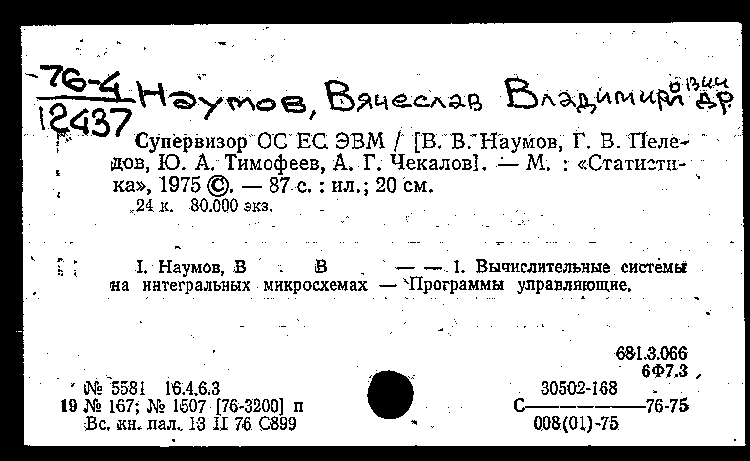 76-4
12437
Наумов, Вячеслав Владимирович и др
Супервизор ОС ЕС ЭВМ / [В. В. Наумов, Г. В. Пеле-
дов, Ю. А. Тимофеев, А. Г. Чекалов]. — М. : «Статисти-
ка», 1975 ©. — 87 с. : ил.; 20 см.
24 к. 80.000 экз.
I. Наумов, В В — — 1. Вычислительные системы
на интегральных микросхемах — Программы управляющие.
681.3.066
6Ф7.3
№ 5581 16.4.6.3
19 № 167; № 1507 [76-3200] п
Вс. кн. пал. 13 II 76 С899
30502-168
С—————76-75
008(01)-75